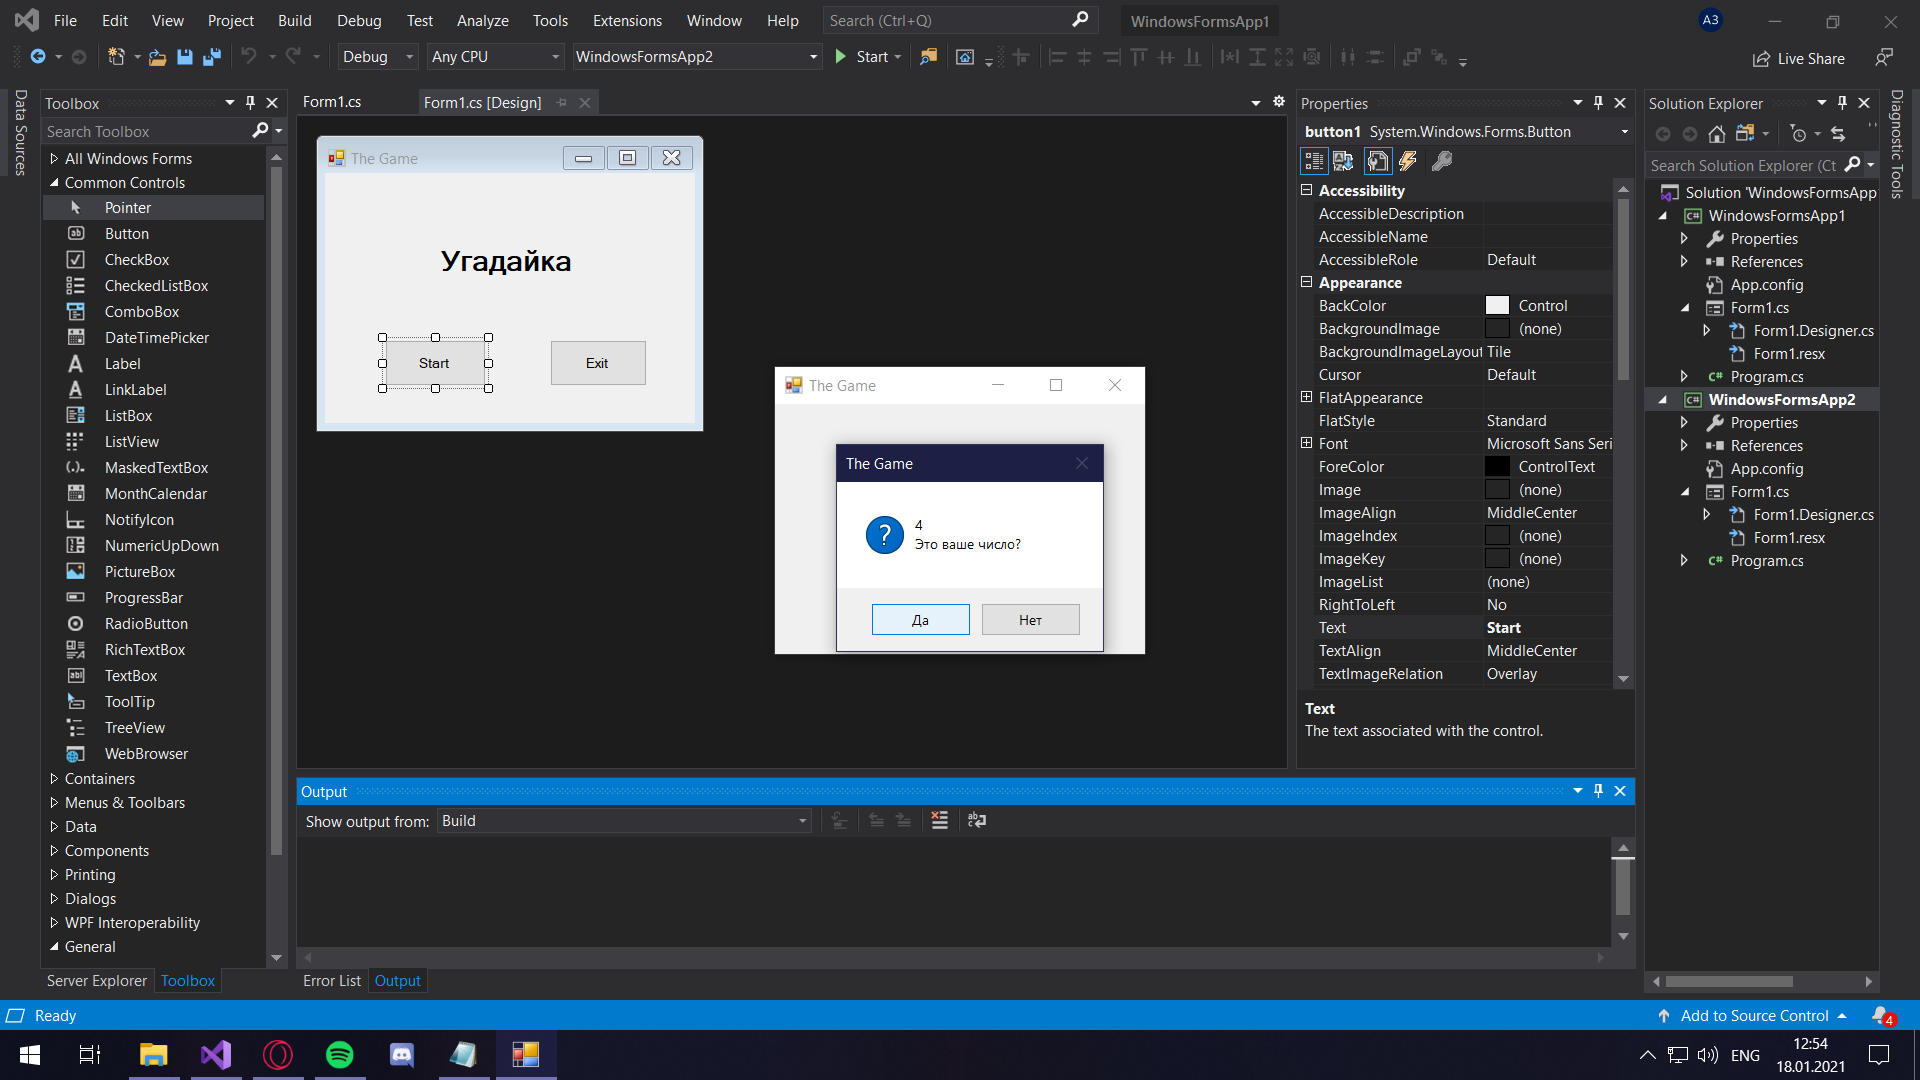 File Edit View Project Build Debug Test Analyze Tools Extensions Window Help Search (Ctrl+Q) WindowsFormsApp1 A3
Debug Any CPU WindowsFormsApp2 Start Live Share
Data Sources
Toolbox
Search Toolbox
All Windows Forms
Common Controls
Pointer
Button
CheckBox
CheckedListBox
ComboBox
DateTimePicker
Label
LinkLabel
ListBox
ListView
MaskedTextBox
MonthCalendar
NotifyIcon
NumericUpDown
PictureBox
ProgressBar
RadioButton
RichTextBox
TextBox
ToolTip
TreeView
WebBrowser
Containers
Menus & Toolbars
Data
Components
Printing
Dialogs
WPF Interoperability
General
Server Explorer Toolbox
Form1.cs Form1.cs [Design]
The Game
Угадайка
Start Exit
The Game
The Game
4
Это ваше число?
Да Нет
Output
Show output from: Build
Error List Output
Properties
button1 System.Windows.Forms.Button
Accessibility
AccessibleDescription
AccessibleName
AccessibleRole Default
Appearance
BackColor Control
BackgroundImage (none)
BackgroundImageLayout Tile
Cursor Default
FlatAppearance
FlatStyle Standard
Font Microsoft Sans Seri
ForeColor ControlText
Image (none)
ImageAlign MiddleCenter
ImageIndex (none)
ImageKey (none)
ImageList (none)
RightToLeft No
Text Start
TextAlign MiddleCenter
TextImageRelation Overlay
Text
The text associated with the control.
Solution Explorer
Search Solution Explorer (Ct
Solution 'WindowsFormsApp
C# WindowsFormsApp1
Properties
References
App.config
Form1.cs
Form1.Designer.cs
Form1.resx
C# Program.cs
C# WindowsFormsApp2
Properties
References
App.config
Form1.cs
Form1.Designer.cs
Form1.resx
C# Program.cs
Diagnostic Tools
Ready Add to Source Control 4
ENG 12:54
18.01.2021